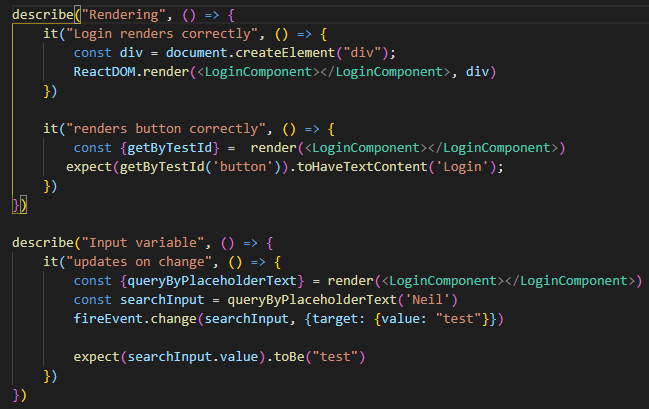 describe("Rendering", () => {
    it("Login renders correctly", () => {
        const div = document.createElement("div");
        ReactDOM.render(<LoginComponent></LoginComponent>, div)
    })

    it("renders button correctly", () => {
        const {getByTestId} =  render(<LoginComponent></LoginComponent>)
       expect(getByTestId('button')).toHaveTextContent('Login');
    })
})

describe("Input variable", () => {
    it("updates on change", () => {
        const {queryByPlaceholderText} = render(<LoginComponent></LoginComponent>)
        const searchInput = queryByPlaceholderText('Neil')
        fireEvent.change(searchInput, {target: {value: "test"}})

        expect(searchInput.value).toBe("test")
    })
})